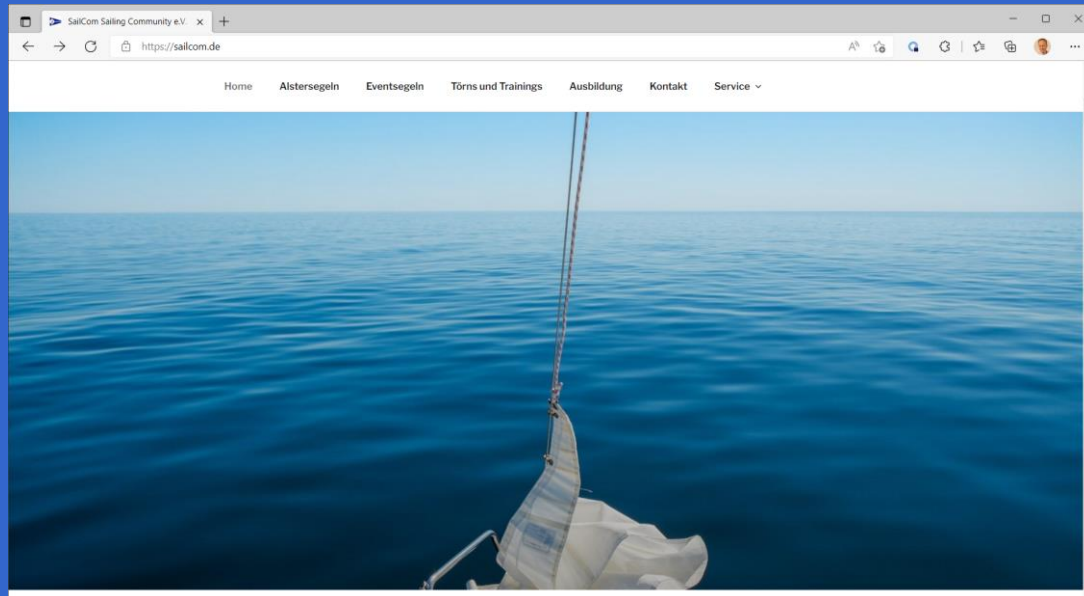 SailCom Sailing Community e.V.
https://sailcom.de
Home Alstersegeln Eventsegeln Törns und Trainings Ausbildung Kontakt Service